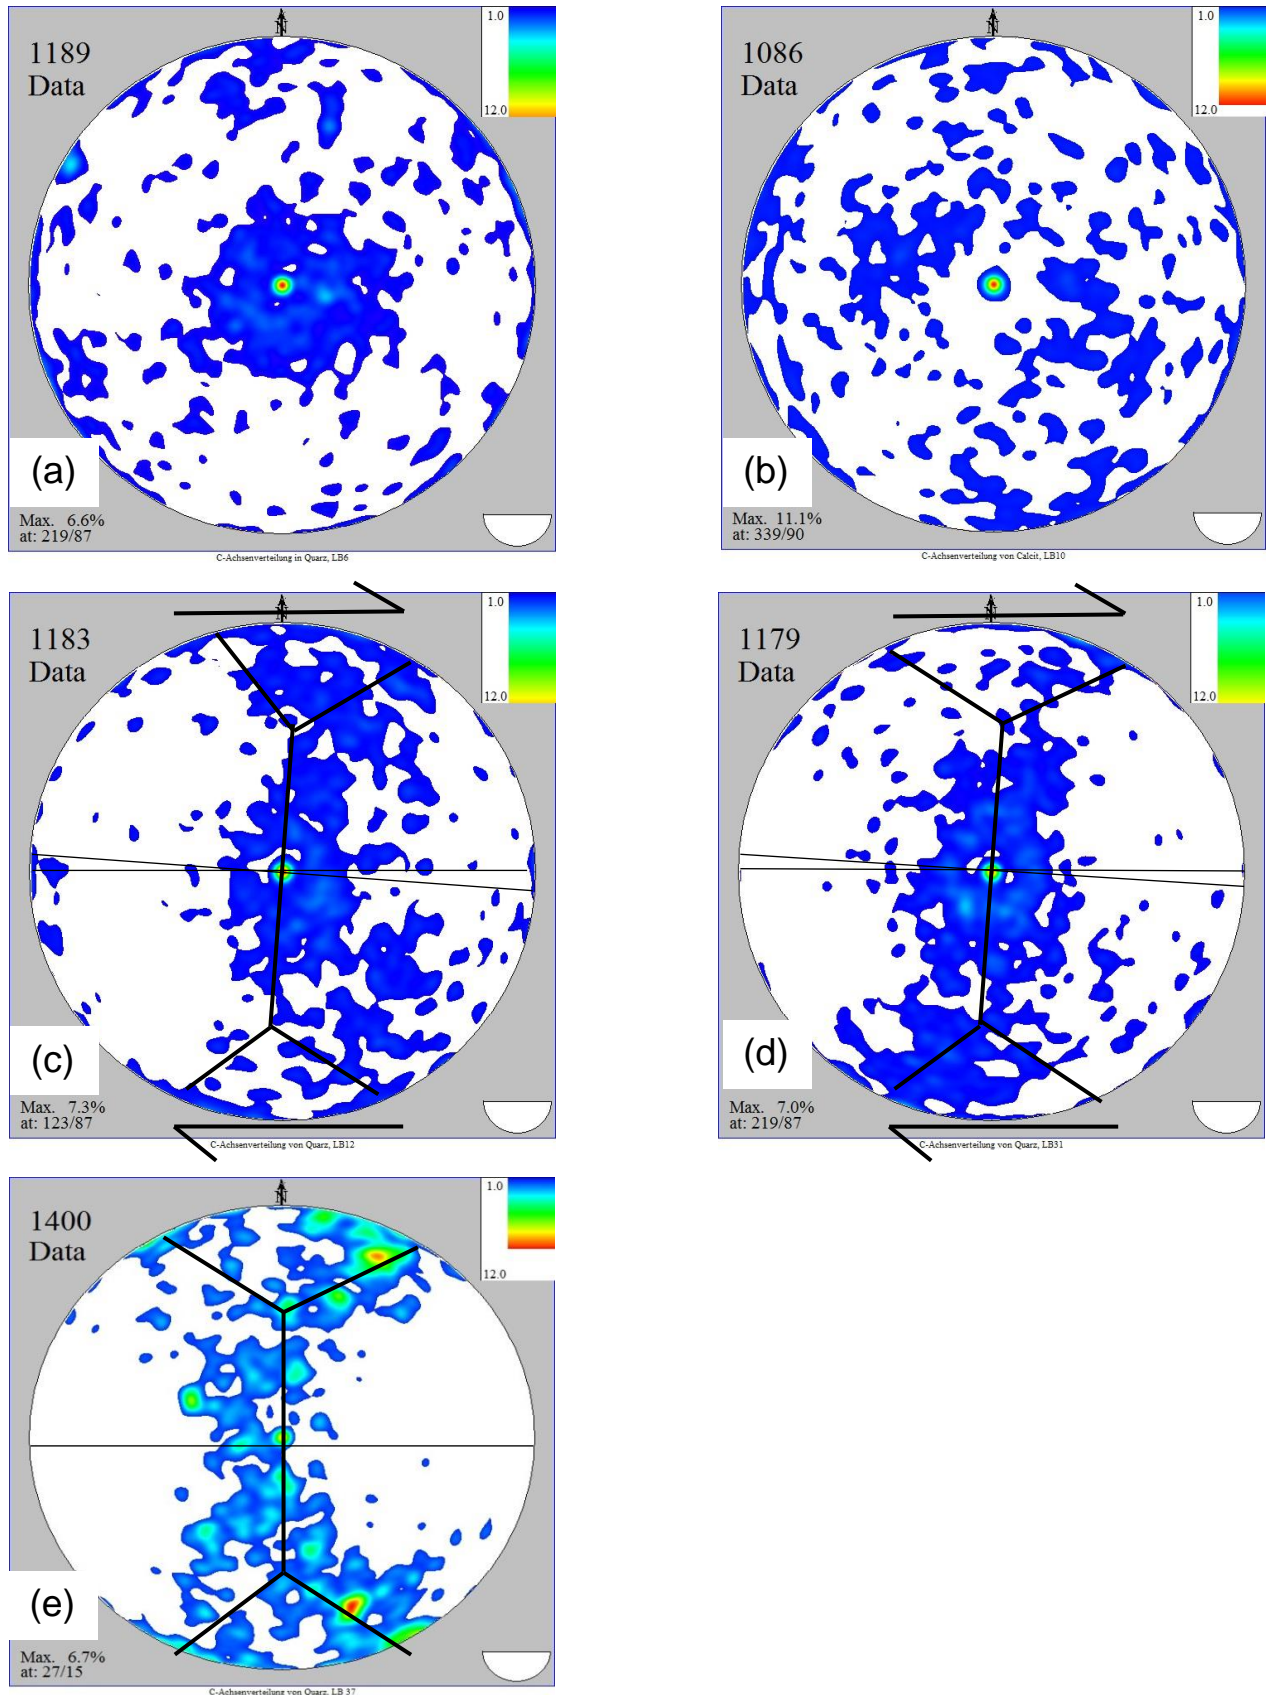 N
1189
Data
1.0
12.0
(a)
Max. 6.6%
at: 219/87
C-Achsenverteilung in Quarz, LB6
N
1086
Data
1.0
12.0
(b)
Max. 11.1%
at: 339/90
C-Achsenverteilung von Calcit, LB10
N
1183
Data
1.0
12.0
(c)
Max. 7.3%
at: 123/87
C-Achsenverteilung von Quarz, LB12
N
1179
Data
1.0
12.0
(d)
Max. 7.0%
at: 219/87
C-Achsenverteilung von Quarz, LB31
N
1400
Data
1.0
12.0
(e)
Max. 6.7%
at: 27/15
C-Achsenverteilung von Quarz, LB 37